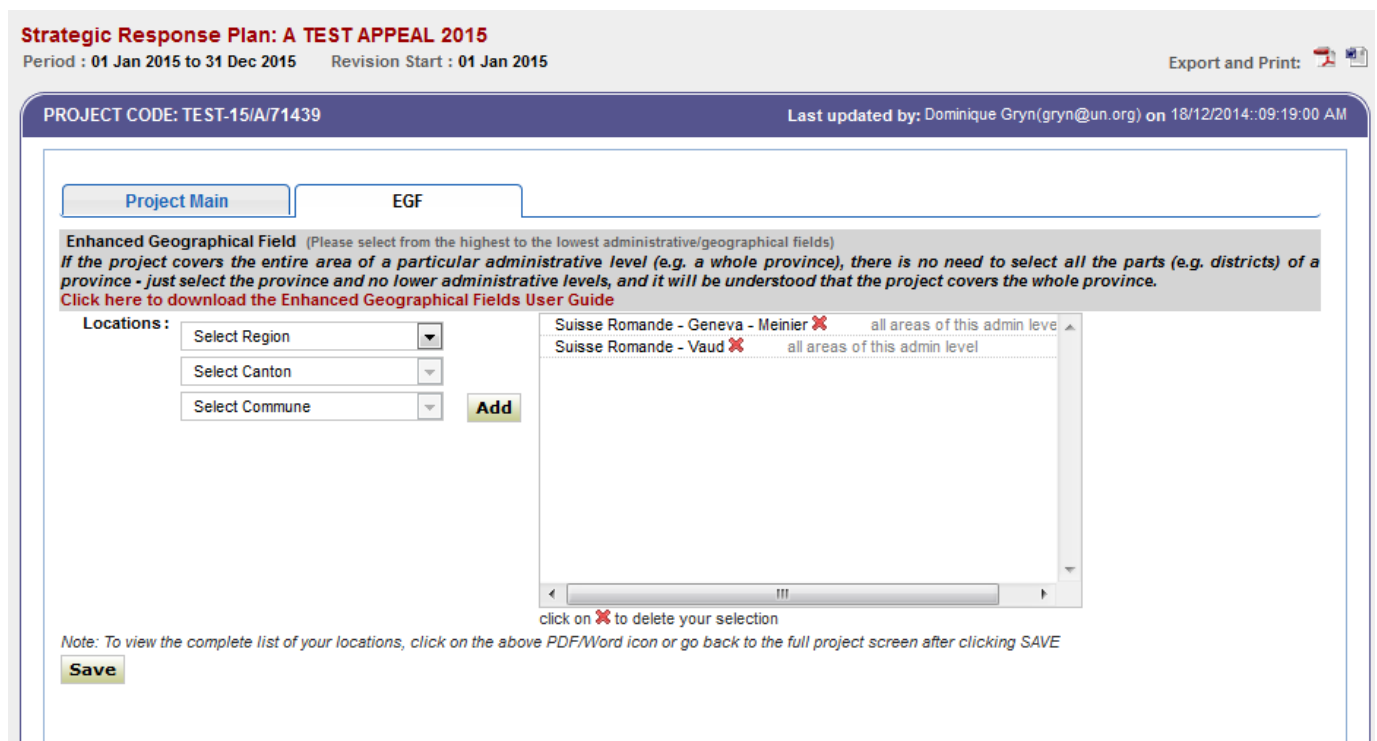 Strategic Response Plan: A TEST APPEAL 2015
Period : 01 Jan 2015 to 31 Dec 2015 Revision Start : 01 Jan 2015
Export and Print:
PROJECT CODE: TEST-15/A/71439
Last updated by: Dominique Gryn(gryn@un.org) on 18/12/2014::09:19:00 AM
Project Main
EGF
Enhanced Geographical Field (Please select from the highest to the lowest administrative/geographical fields)
If the project covers the entire area of a particular administrative level (e.g. a whole province), there is no need to select all the parts (e.g. districts) of a
province - just select the province and no lower administrative levels, and it will be understood that the project covers the whole province.
Click here to download the Enhanced Geographical Fields User Guide
Locations :
Select Region
Select Canton
Select Commune
Add
Suisse Romande - Geneva - Meinier all areas of this admin leve
Suisse Romande - Vaud all areas of this admin level
click on to delete your selection
Note: To view the complete list of your locations, click on the above PDF/Word icon or go back to the full project screen after clicking SAVE
Save